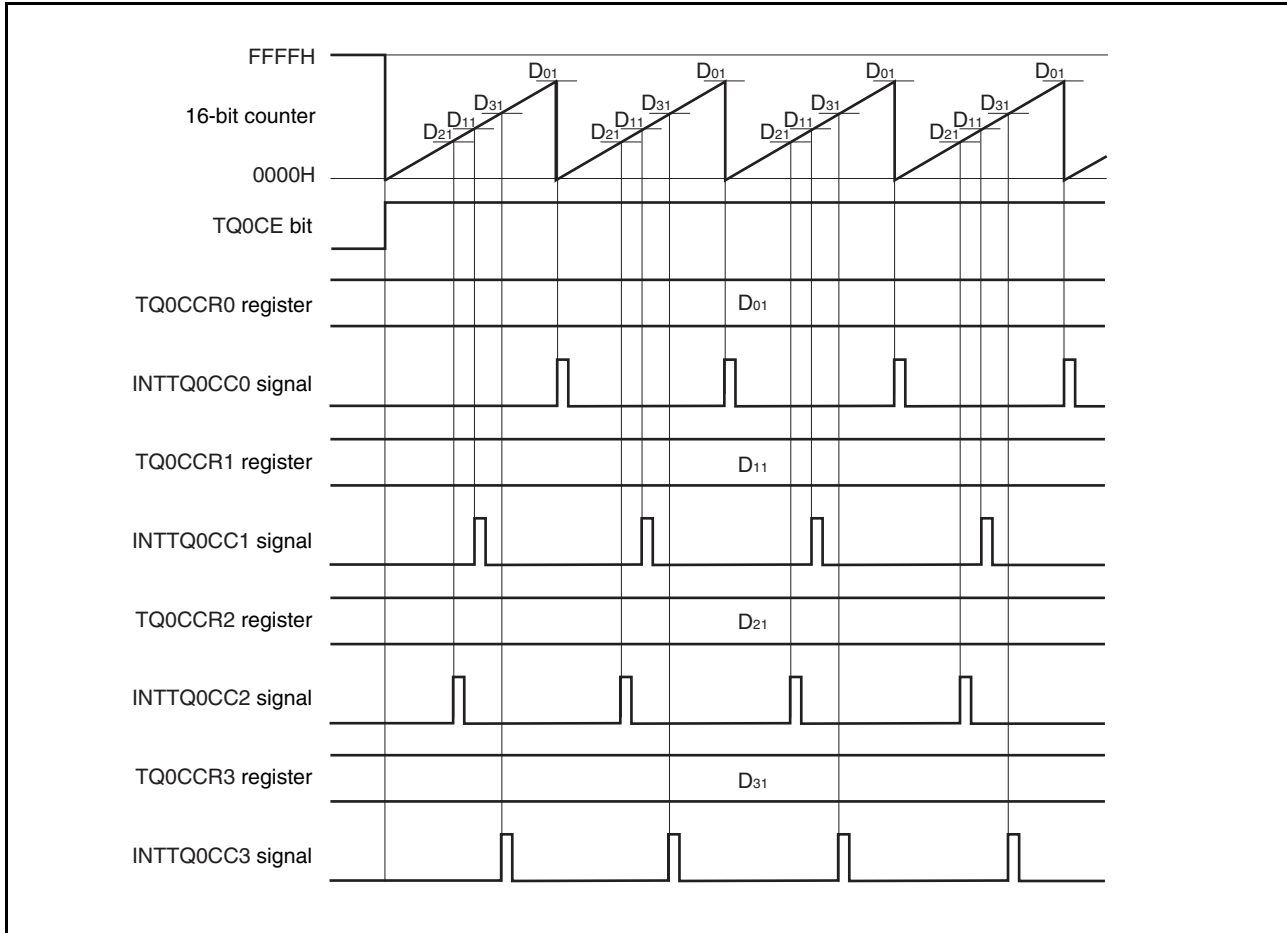 FFFFH
D01 D01 D01 D01
16-bit counter
D31 D31 D31 D31
D11 D11 D11 D11
D21 D21 D21 D21
0000H
TQ0CE bit
TQ0CCR0 register D01
INTTQ0CC0 signal
TQ0CCR1 register D11
INTTQ0CC1 signal
TQ0CCR2 register D21
INTTQ0CC2 signal
TQ0CCR3 register D31
INTTQ0CC3 signal